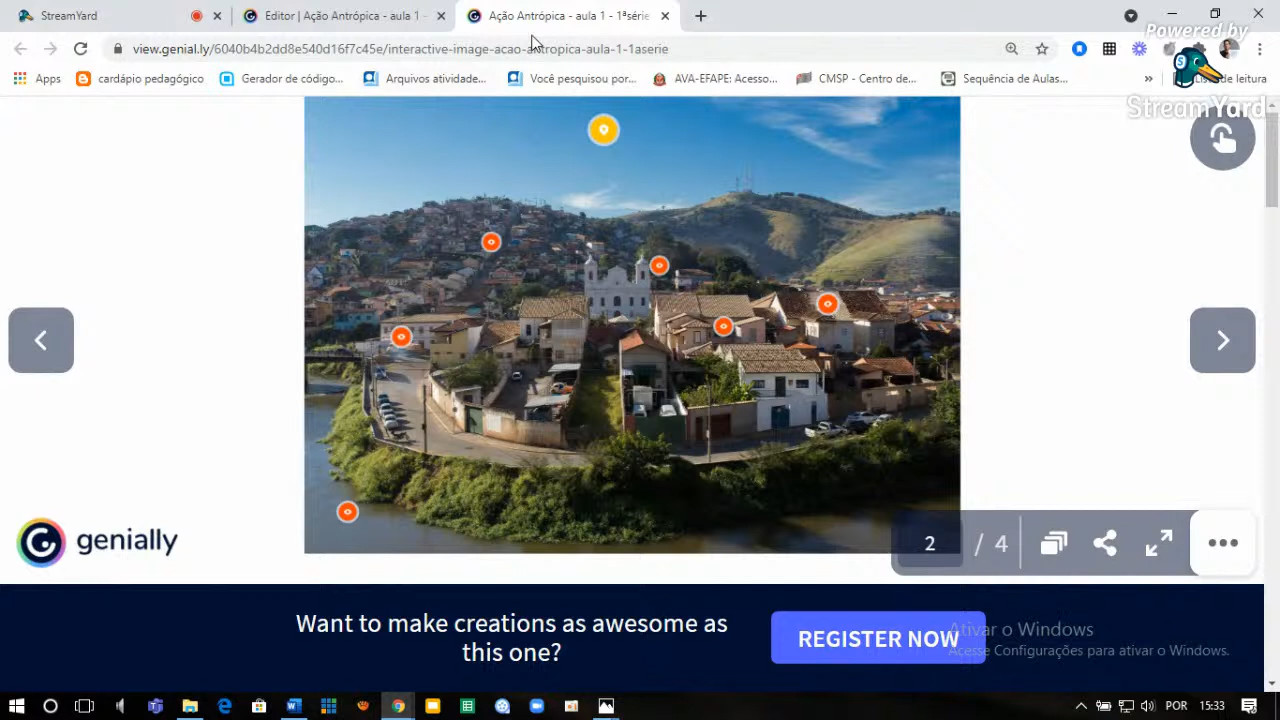 StreamYard
Editor | Ação Antrópica - aula 1 -
Ação Antrópica - aula 1 - 1ªsérie
Powered by
view.genial.ly/6040b4b2dd8e540d16f7c45e/interactive-image-acao-antropica-aula-1-1aserie
Apps
cardápio pedagógico
Gerador de código...
Arquivos atividade...
Você pesquisou por...
AVA-EFAPE: Acesso...
CMSP - Centro de...
Sequência de Aulas...
»
Lista de leitura
StreamYard
genially
2 / 4
Want to make creations as awesome as
this one?
REGISTER NOW
Ativar o Windows
Acesse Configurações para ativar o Windows.
POR
15:33